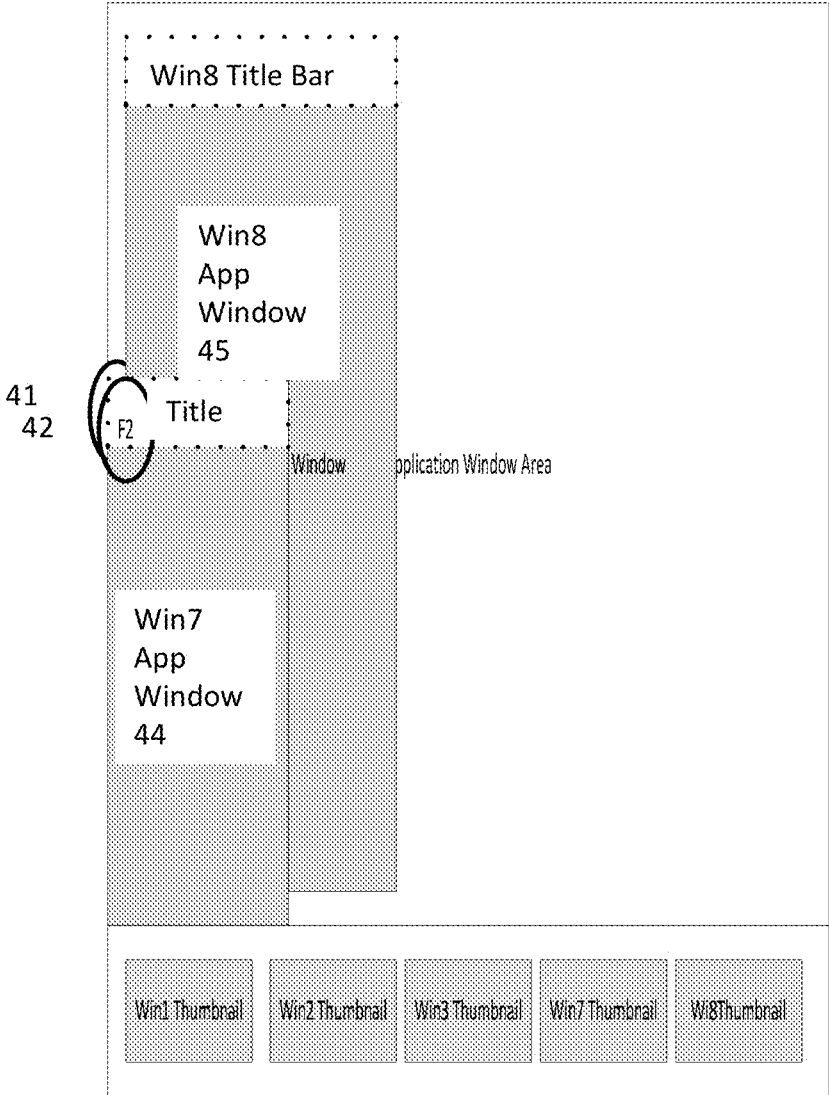 Win8 Title Bar
Win8
App
Window
45
41
42
F2
Title
Window
pplication Window Area
Win7
App
Window
44
Win1 Thumbnail
Win2 Thumbnail
Win3 Thumbnail
Win7 Thumbnail
Wi8Thumbnail